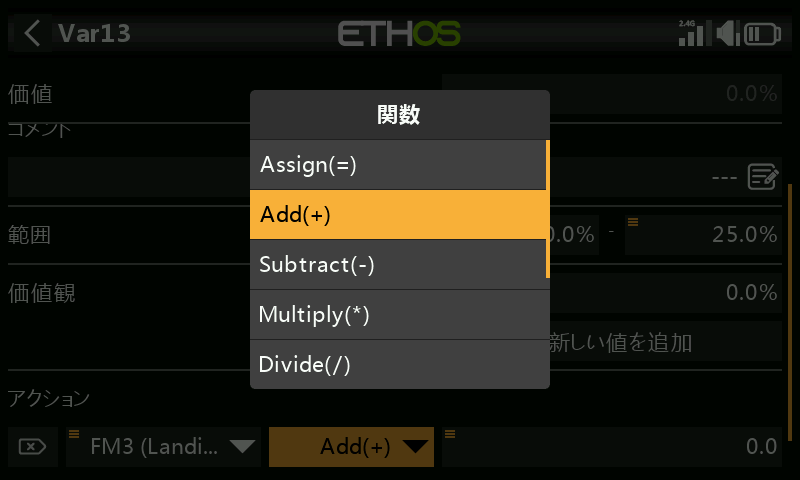 Var13
ETHOS
2.4G
価値
0.0%
コメント
---
範囲
0.0% - 25.0%
価値観
0.0%
新しい値を追加
アクション
FM3 (Landi...
Add(+)
0.0
関数
Assign(=)
Add(+)
Subtract(-)
Multiply(*)
Divide(/)